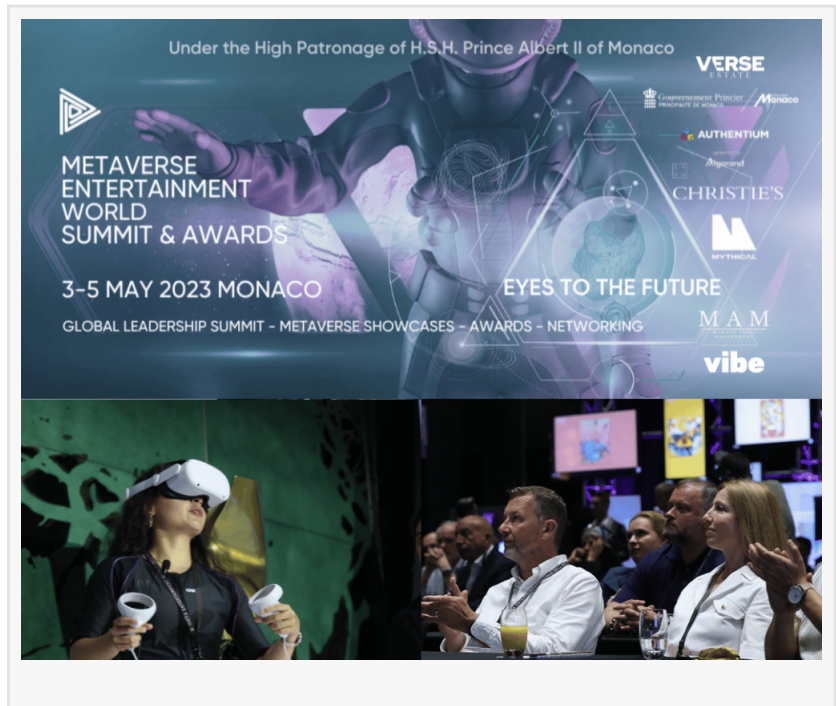 Under the High Patronage of H.S.H. Prince Albert II of Monaco
VERSE
ESTATE
Gouvernement Princier
PRINCIPAUTÉ DE MONACO
Monaco
METAVERSE
ENTERTAINMENT
WORLD
SUMMIT & AWARDS
AUTHENTIUM
Algorand
CHRISTIE'S
MYTHICAL
3-5 MAY 2023 MONACO
EYES TO THE FUTURE
GLOBAL LEADERSHIP SUMMIT - METAVERSE SHOWCASES - AWARDS - NETWORKING
MAM
vibe